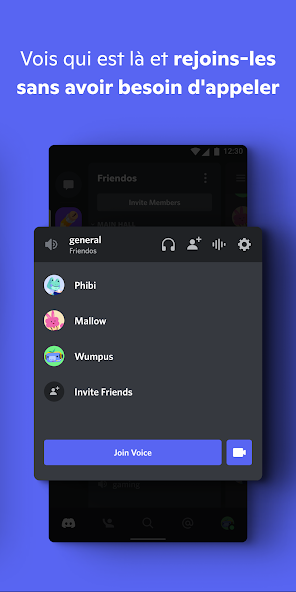 Vois qui est là et rejoins-les
sans avoir besoin d'appeler
12:30
Friendos
Invite Members
general
Friendos
Phibi
Mallow
Wumpus
Invite Friends
Join Voice
gaming